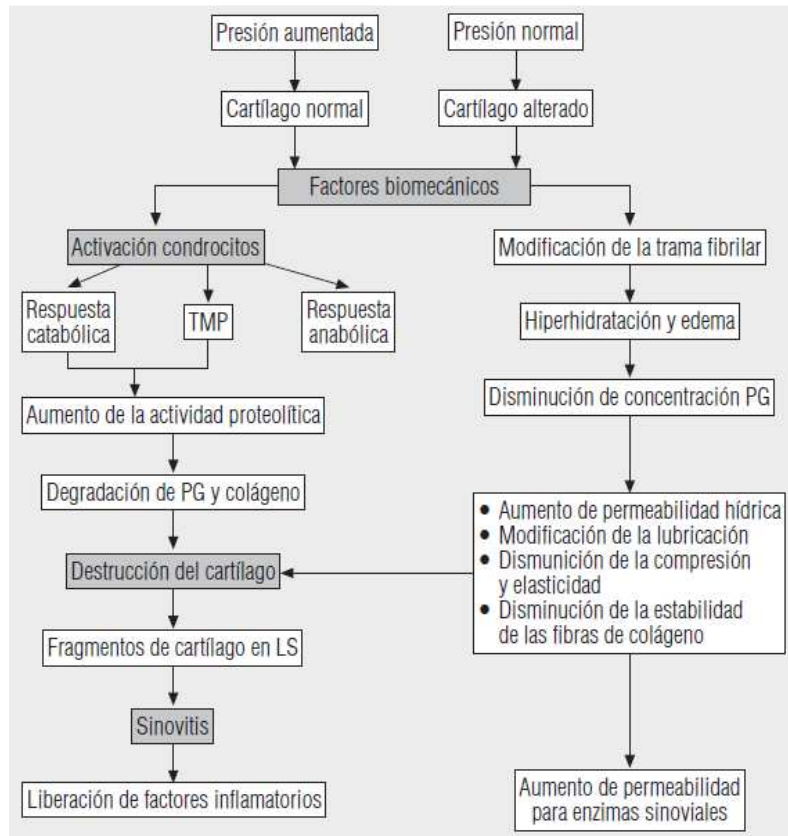 Presión aumentada
Presión normal
Cartílago normal
Cartílago alterado
Factores biomecánicos
Activación condrocitos
Modificación de la trama fibrilar
Respuesta
catabólica
TMP
Respuesta
anabólica
Hiperhidratación y edema
Aumento de la actividad proteolítica
Disminución de concentración PG
Degradación de PG y colágeno
• Aumento de permeabilidad hídrica
• Modificación de la lubricación
• Dismunición de la compresión
y elasticidad
• Disminución de la estabilidad
de las fibras de colágeno
Destrucción del cartílago
Fragmentos de cartílago en LS
Sinovitis
Liberación de factores inflamatorios
Aumento de permeabilidad
para enzimas sinoviales